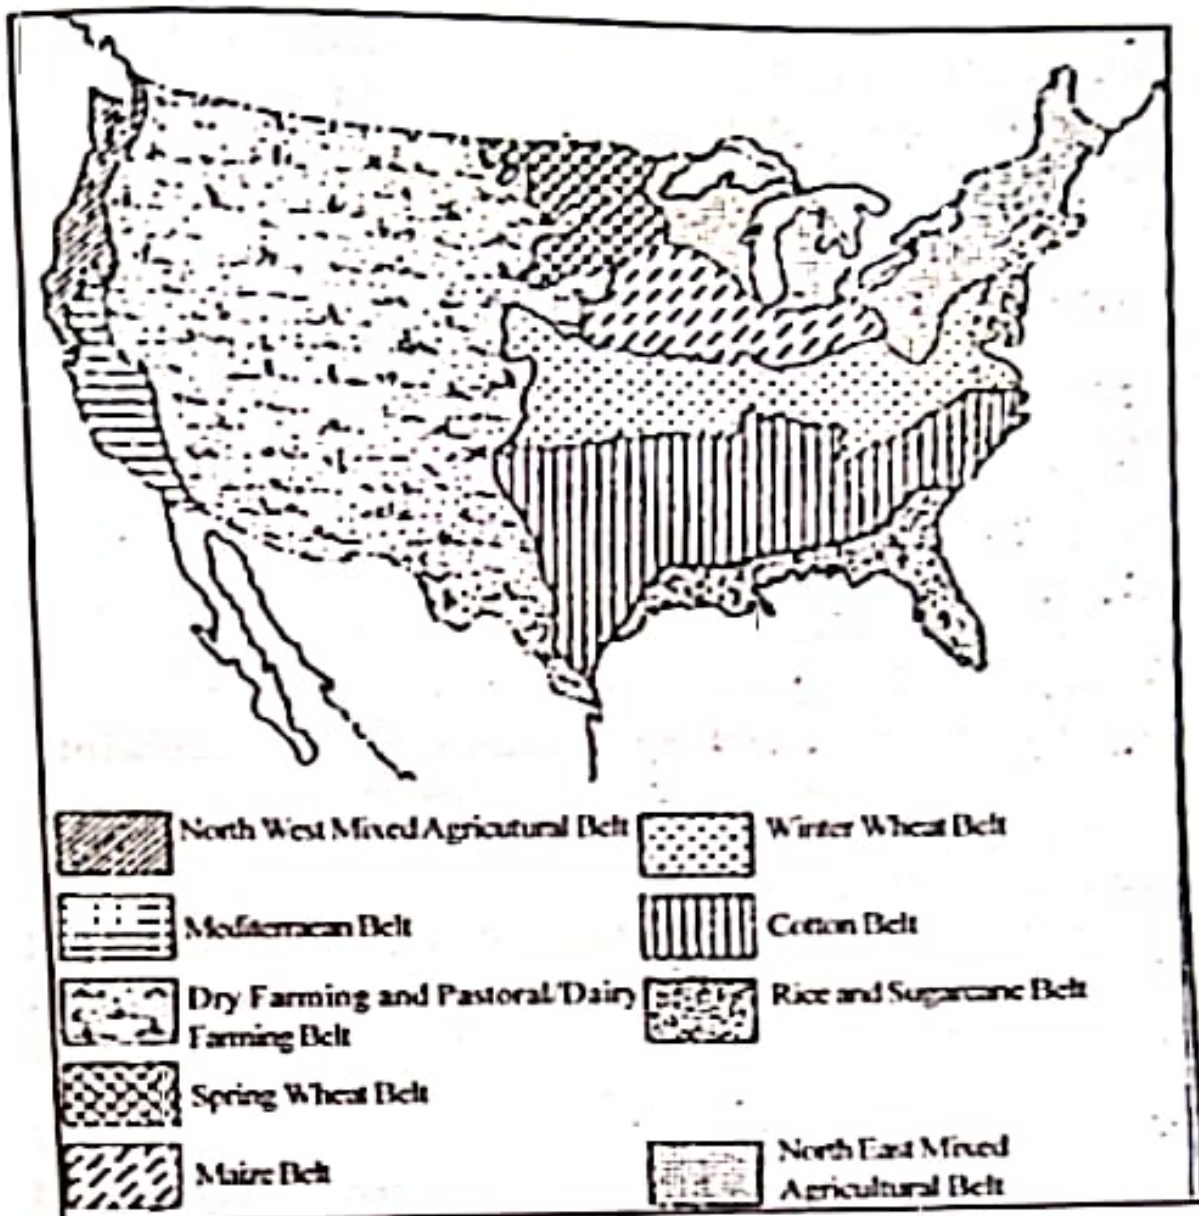 North West Mixed Agricutural Belt
Winter Wheat Belt
Mediterranean Belt
Cotton Belt
Dry Farming and Pastoral/Dairy
Farming Belt
Rice and Sugarcane Belt
Spring Wheat Belt
Maize Belt
North East Mixed
Agricultural Belt